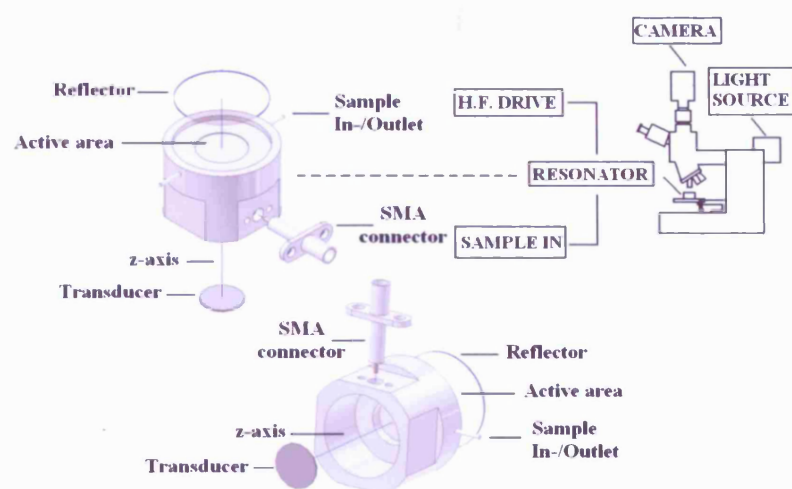 CAMERA
Reflector
Sample
In-/Outlet
H.F. DRIVE
LIGHT
SOURCE
Active area
RESONATOR
SMA
connector
SAMPLE IN
z-axis
Transducer
SMA
connector
Reflector
Active area
z-axis
Sample
In-/Outlet
Transducer